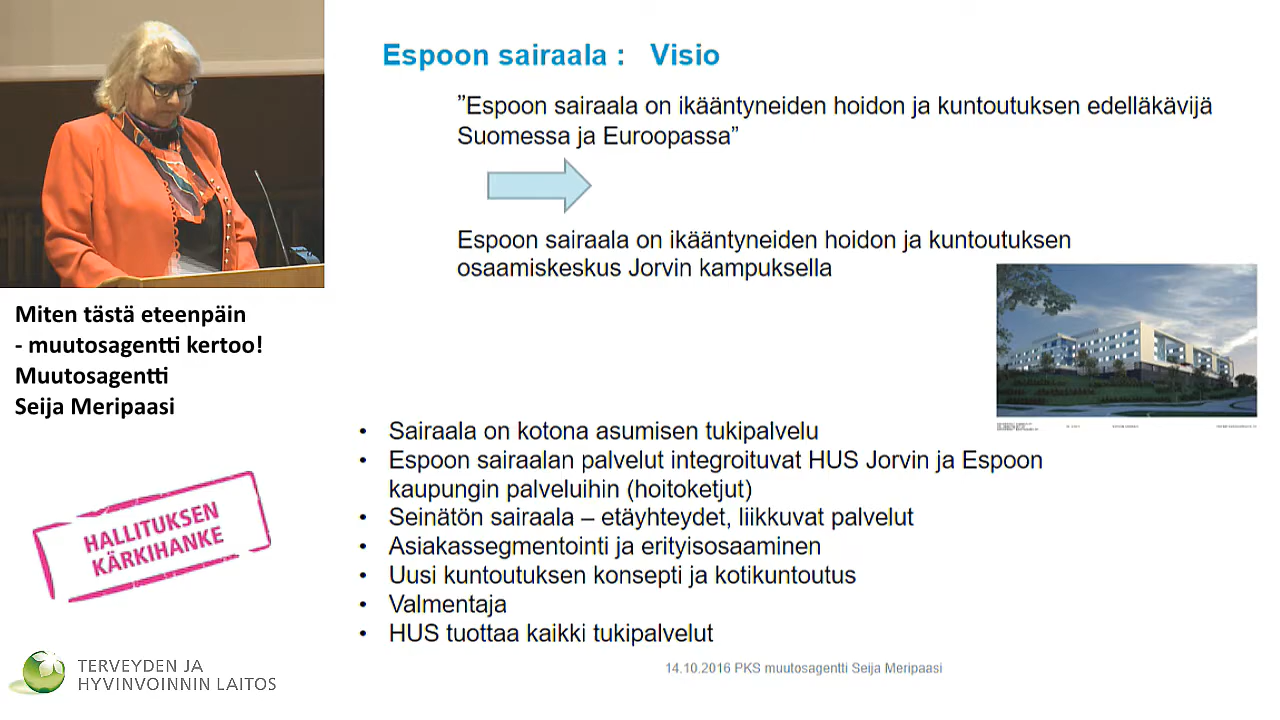 Espoon sairaala : Visio
”Espoon sairaala on ikääntyneiden hoidon ja kuntoutuksen edelläkävijä
Suomessa ja Euroopassa”
Espoon sairaala on ikääntyneiden hoidon ja kuntoutuksen
osaamiskeskus Jorvin kampuksella
Miten tästä eteenpäin
- muutosagentti kertoo!
Muutosagentti
Seija Meripaasi
• Sairaala on kotona asumisen tukipalvelu
• Espoon sairaalan palvelut integroituvat HUS Jorvin ja Espoon
kaupungin palveluihin (hoitoketjut)
• Seinätön sairaala – etäyhteydet, liikkuvat palvelut
• Asiakassegmentointi ja erityisosaaminen
• Uusi kuntoutuksen konsepti ja kotikuntoutus
• Valmentaja
• HUS tuottaa kaikki tukipalvelut
HALLITUKSEN
KÄRKIHANKE
TERVEYDEN JA
HYVINVOINNIN LAITOS
14.10.2016 PKS muutosagentti Seija Meripaasi